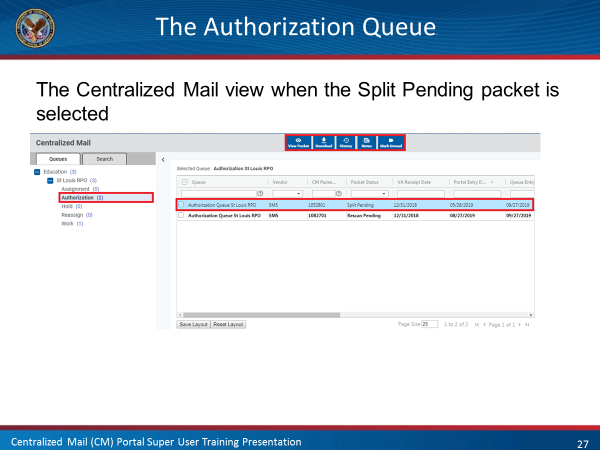 The Authorization Queue
The Centralized Mail view when the Split Pending packet is
selected
Centralized Mail
View Packet Download History Notes Mark Unread
Queues Search
Education (3)
St Louis RPO (3)
Assignment (0)
Authorization (2)
Hold (0)
Reassign (0)
Work (1)
Selected Queue: Authorization St Louis RPO
Queue Vendor CM Packe... Packet Status VA Receipt Date Portal Entry D... Queue Entry
Authorization Queue St Louis RPO SMS 1052801 Split Pending 12/31/2018 05/28/2019 09/27/2019
Authorization Queue St Louis RPO SMS 1082701 Rescan Pending 12/31/2018 08/27/2019 09/27/2019
Save Layout Reset Layout
Page Size 25 1 to 2 of 2 Page 1 of 1
Centralized Mail (CM) Portal Super User Training Presentation
27